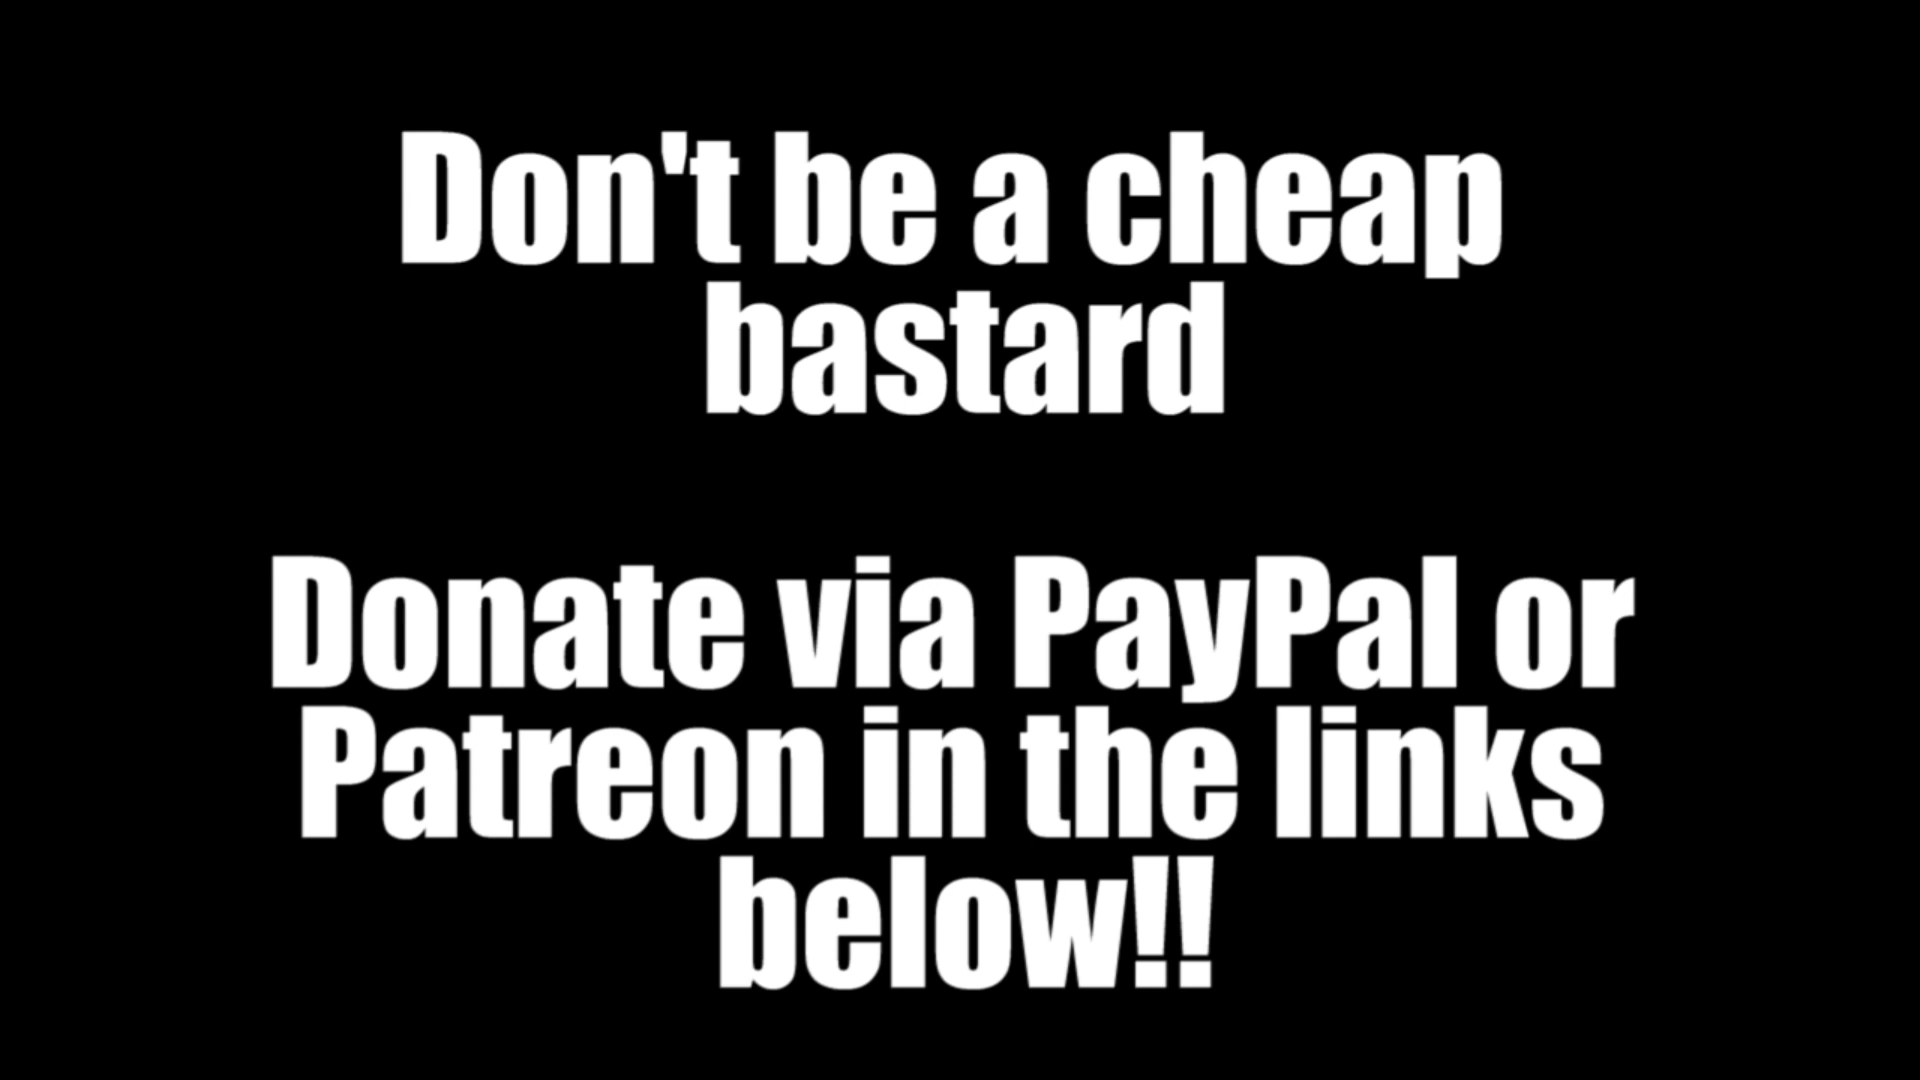 Don't be a cheap
bastard
Donate via PayPal or
Patreon in the links
below!!